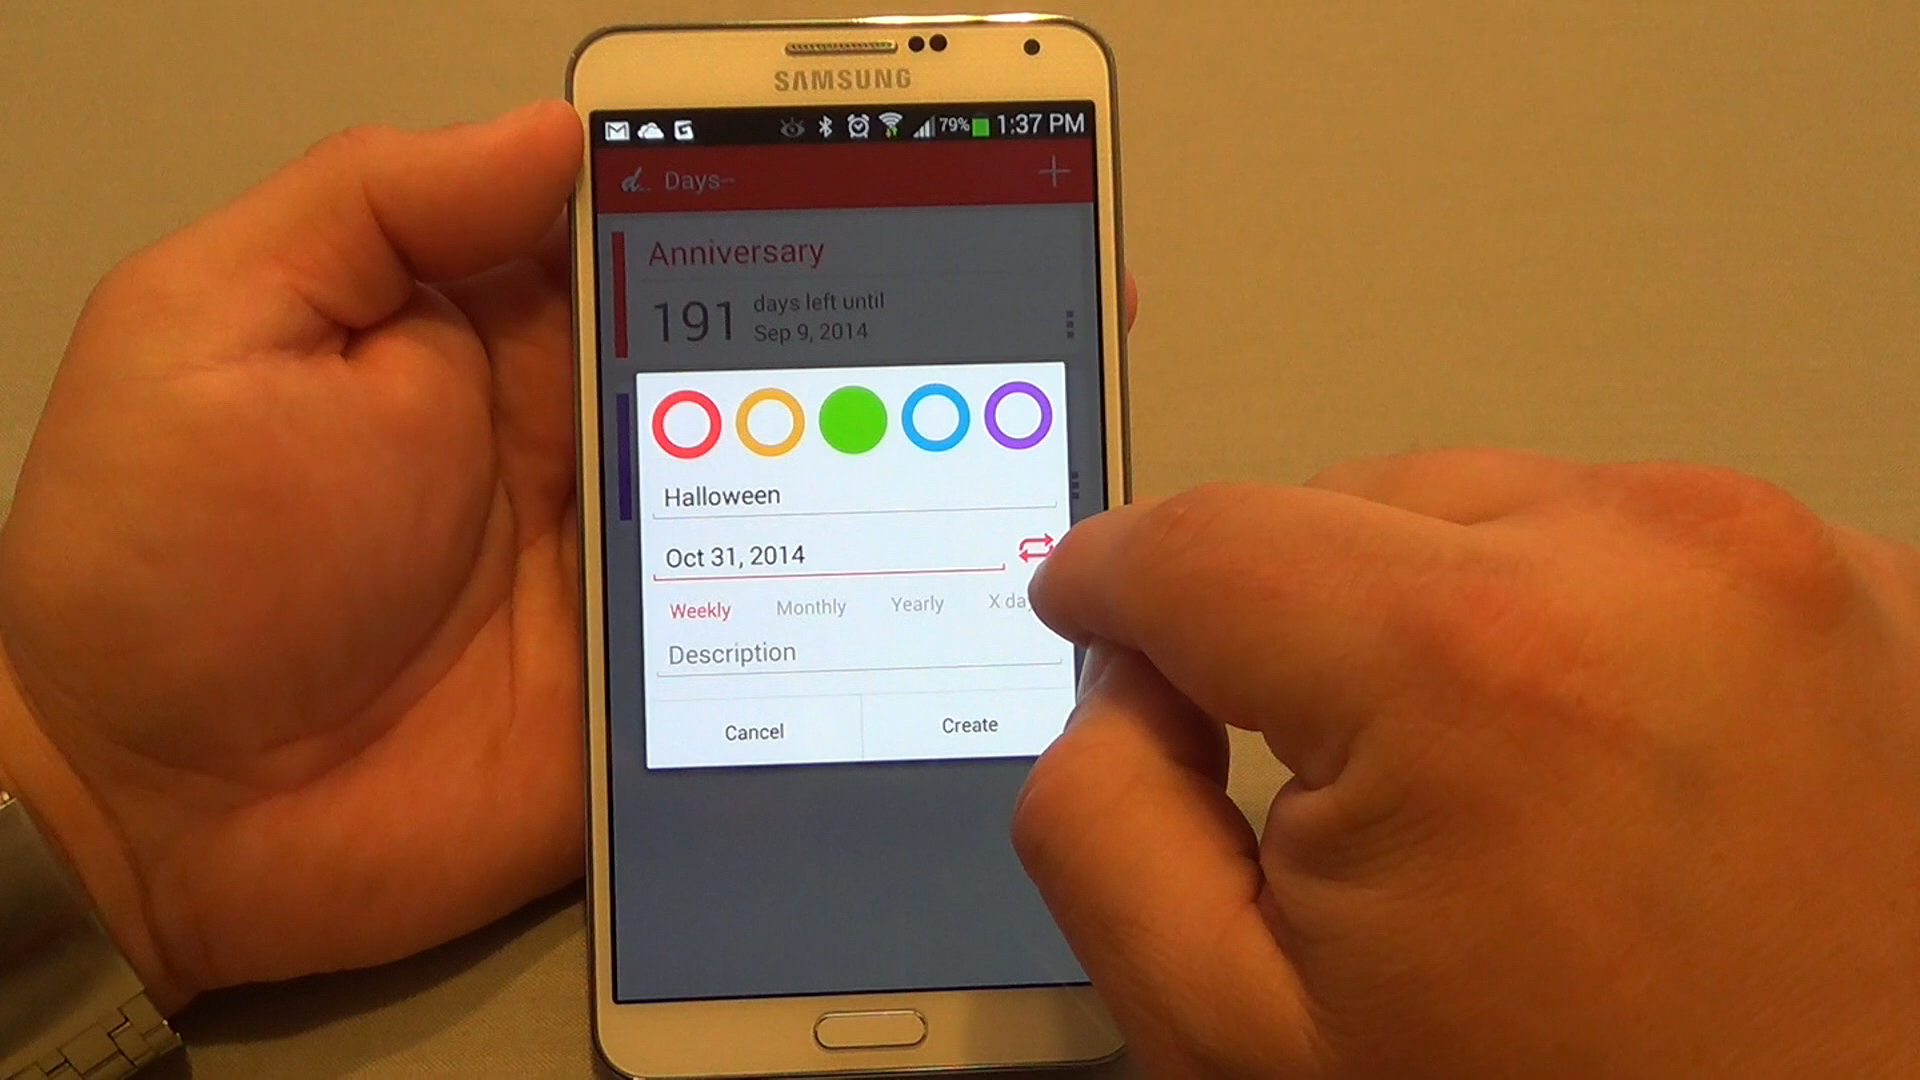 SAMSUNG
79% 1:37 PM
d.. Days--
Anniversary
191
days left until
Sep 9, 2014
Halloween
Oct 31, 2014
Weekly Monthly Yearly X da
Description
Cancel Create